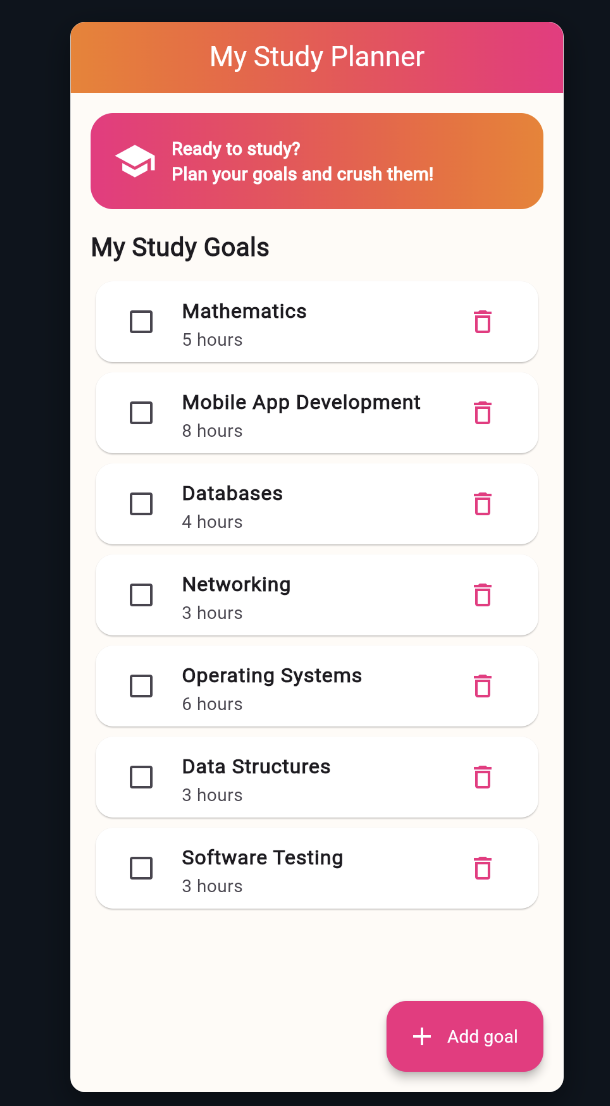 My Study Planner
Ready to study?
Plan your goals and crush them!
My Study Goals
Mathematics
5 hours
Mobile App Development
8 hours
Databases
4 hours
Networking
3 hours
Operating Systems
6 hours
Data Structures
3 hours
Software Testing
3 hours
Add goal